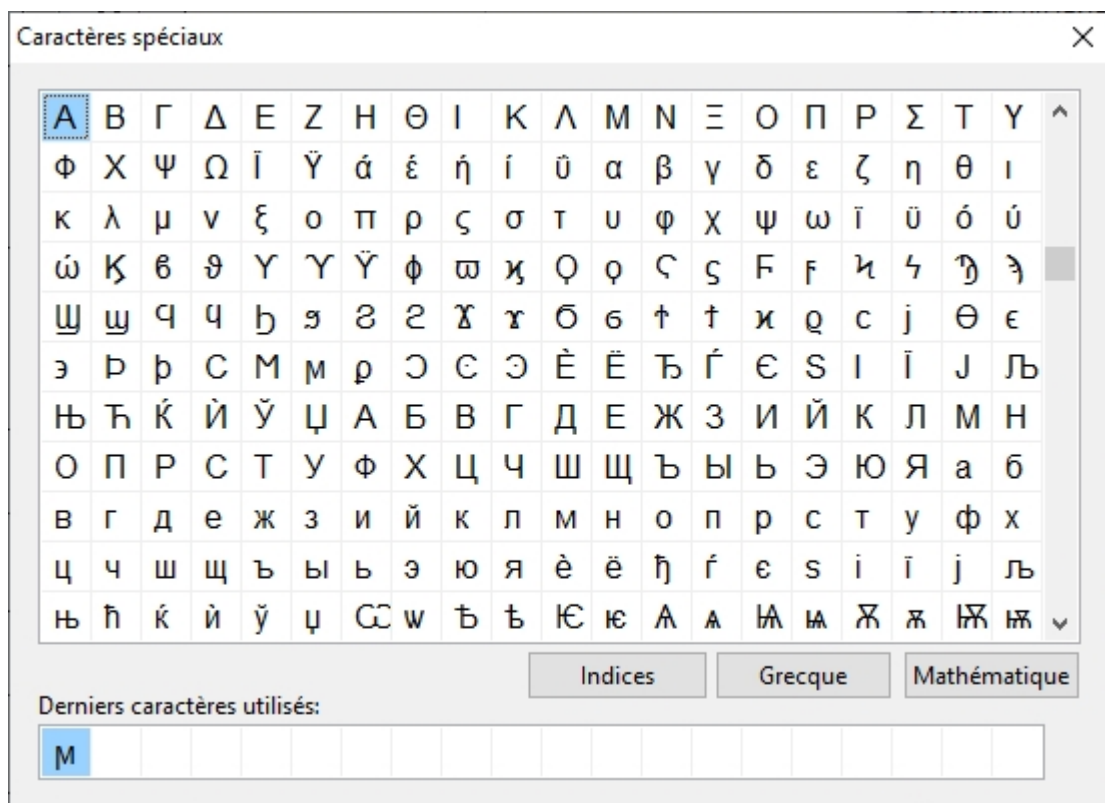 Caractères spéciaux
Α Β Γ Δ Ε Ζ Η Θ Ι Κ Λ Μ Ν Ξ Ο Π Ρ Σ Τ Υ
Φ Χ Ψ Ω Ϊ Ϋ ά έ ή ί ΰ α β γ δ ε ζ η θ ι
κ λ μ ν ξ ο π ρ ς σ τ υ φ χ ψ ω ϊ ϋ ό ύ
ώ Ϗ ϐ ϑ ϒ ϓ ϔ ϕ ϖ ϗ Ϙ ϙ Ϛ ϛ Ϝ ϝ Ϟ ϟ Ϡ ϡ
Ϣ ϣ Ϥ ϥ Ϧ ϧ Ϩ ϩ Ϫ ϫ Ϭ ϭ Ϯ ϯ ϰ ϱ ϲ ϳ ϴ ϵ
϶ Ϸ ϸ Ϲ Ϻ ϻ ϼ Ͻ Ͼ Ͽ Ѐ Ё Ђ Ѓ Є Ѕ І Ї Ј Љ
Њ Ћ Ќ Ѝ Ў Џ А Б В Г Д Е Ж З И Й К Л М Н
О П Р С Т У Ф Х Ц Ч Ш Щ Ъ Ы Ь Э Ю Я а б
в г д е ж з и й к л м н о п р с т у ф х
ц ч ш щ ъ ы ь э ю я ѐ ё ђ ѓ є ѕ і ї ј љ
њ ћ ќ ѝ ў џ Ѡ ѡ Ѣ ѣ Ѥ ѥ Ѧ ѧ Ѩ ѩ Ѫ ѫ Ѭ ѭ
Indices Grecque Mathématique
Derniers caractères utilisés:
ϻ